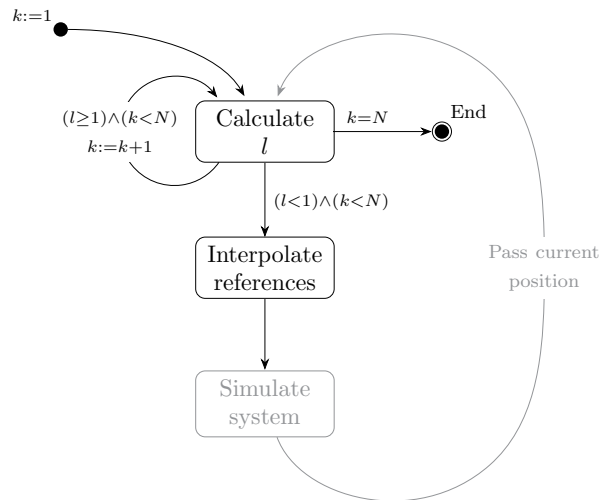 k:=1
End
k=N
Calculate
l
(l≥1)∧(k<N)
k:=k+1
(l<1)∧(k<N)
Interpolate
references
Pass current
position
Simulate
system